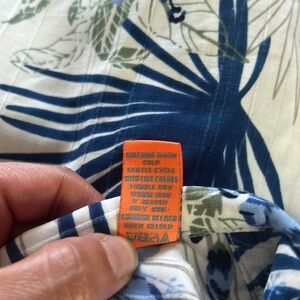 MACHINE WASH
COLD
GENTLE CYCLE
WITH LIKE COLORS
TUMBLE DRY
WARM IRON
IF NEEDED
ONLY NON-
CHLORINE BLEACH
WHEN NEEDED